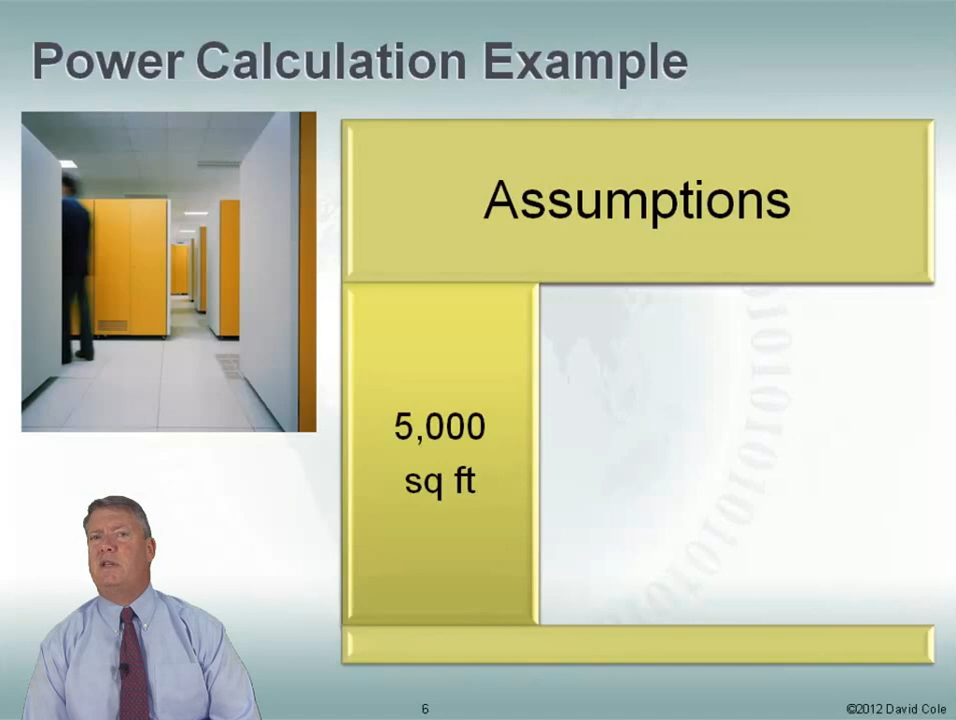 Power Calculation Example
Assumptions
5,000
sq ft
6
©2012 David Cole